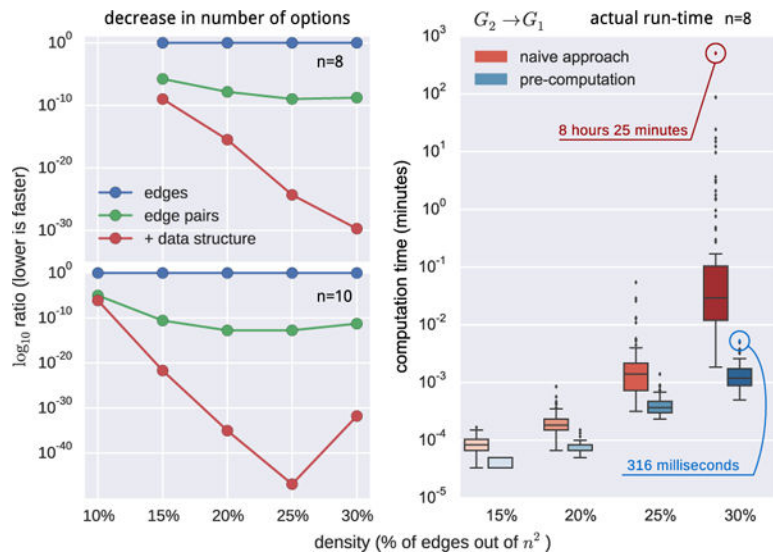 decrease in number of options
10⁰
n=8
10⁻¹⁰
10⁻²⁰
10⁻³⁰
edges
edge pairs
+ data structure
log₁₀ ratio (lower is faster)
10⁰
n=10
10⁻¹⁰
10⁻²⁰
10⁻³⁰
10⁻⁴⁰
10% 15% 20% 25% 30%
G₂ → G₁ actual run-time n=8
10³
10²
10¹
10⁰
10⁻¹
10⁻²
10⁻³
10⁻⁴
10⁻⁵
computation time (minutes)
naive approach
pre-computation
8 hours 25 minutes
316 milliseconds
15% 20% 25% 30%
density (% of edges out of n²)